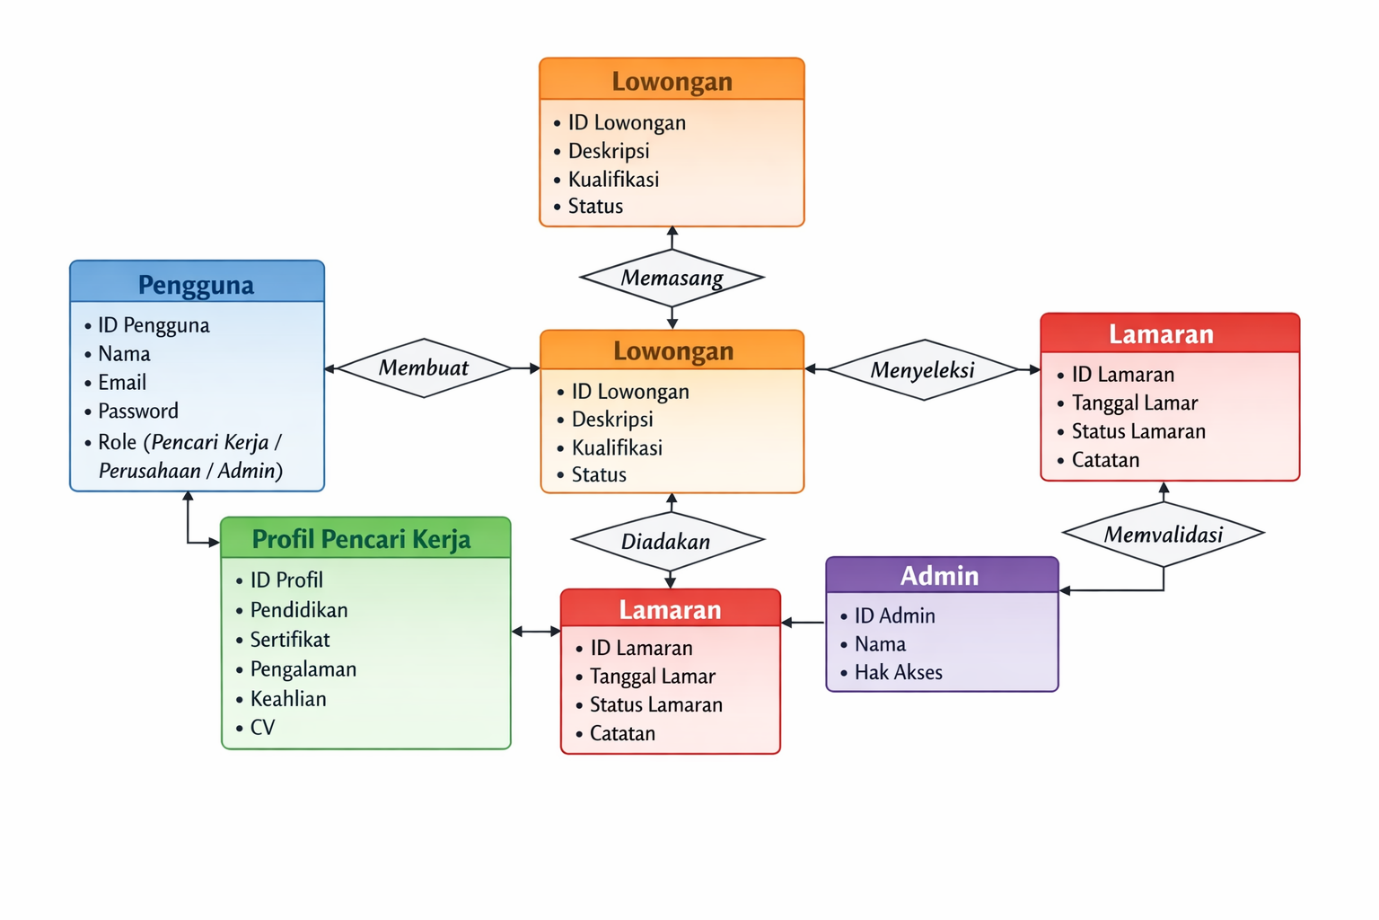 Lowongan
• ID Lowongan
• Deskripsi
• Kualifikasi
• Status
Memasang
Pengguna
• ID Pengguna
• Nama
• Email
• Password
• Role (Pencari Kerja /
Perusahaan / Admin)
Membuat
Lowongan
• ID Lowongan
• Deskripsi
• Kualifikasi
• Status
Menyeleksi
Lamaran
• ID Lamaran
• Tanggal Lamar
• Status Lamaran
• Catatan
Profil Pencari Kerja
• ID Profil
• Pendidikan
• Sertifikat
• Pengalaman
• Keahlian
• CV
Diadakan
Lamaran
• ID Lamaran
• Tanggal Lamar
• Status Lamaran
• Catatan
Memvalidasi
Admin
• ID Admin
• Nama
• Hak Akses